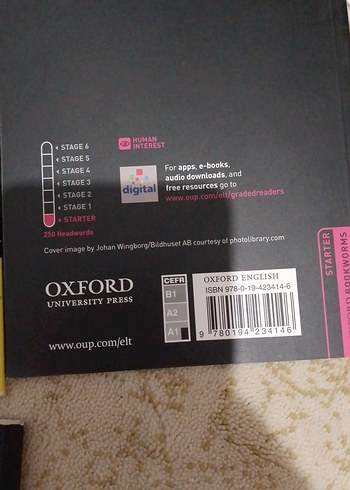 STAGE 6
STAGE 5
STAGE 4
STAGE 3
STAGE 2
STAGE 1
STARTER
250 Headwords
HUMAN
INTEREST
digital
For apps, e-books,
audio downloads, and
free resources go to
www.oup.com/elt/gradedreaders
Cover image by Johan Wingborg/Bildhuset AB courtesy of photolibrary.com
OXFORD
UNIVERSITY PRESS
www.oup.com/elt
CEFR
B1
A2
A1
OXFORD ENGLISH
ISBN 978-0-19-423414-6
9 780194 234146
STARTER
BOOKWORMS